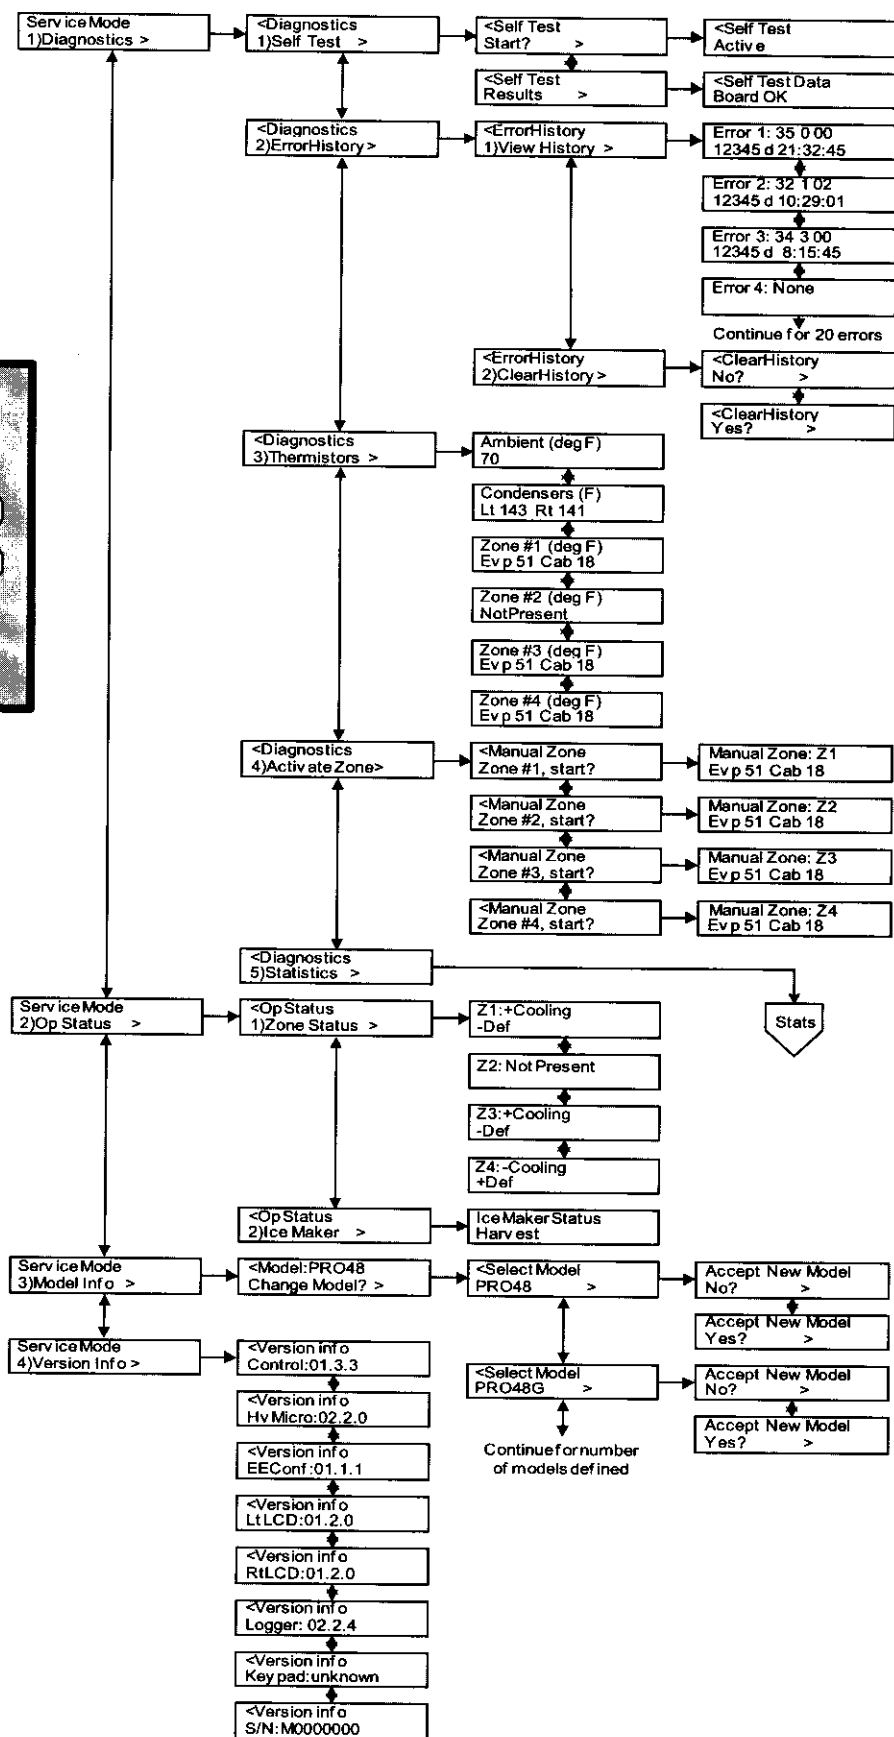 Service Mode
1)Diagnostics >
<Diagnostics
1)Self Test >
<Self Test
Start? >
<Self Test
Active
<Self Test
Results >
<Self Test Data
Board OK
<Diagnostics
2)ErrorHistory>
<ErrorHistory
1)View History >
Error 1: 35 0 00
12345 d 21:32:45
Error 2: 32 1 02
12345 d 10:29:01
Error 3: 34 3 00
12345 d 8:15:45
Error 4: None
Continue for 20 errors
<ErrorHistory
2)ClearHistory>
<ClearHistory
No? >
<ClearHistory
Yes? >
<Diagnostics
3)Thermistors >
Ambient (deg F)
70
Condensers (F)
Lt 143 Rt 141
Zone #1 (deg F)
Evp 51 Cab 18
Zone #2 (deg F)
NotPresent
Zone #3 (deg F)
Evp 51 Cab 18
Zone #4 (deg F)
Evp 51 Cab 18
<Diagnostics
4)ActivateZone>
<Manual Zone
Zone #1, start?
Manual Zone: Z1
Evp 51 Cab 18
<Manual Zone
Zone #2, start?
Manual Zone: Z2
Evp 51 Cab 18
<Manual Zone
Zone #3, start?
Manual Zone: Z3
Evp 51 Cab 18
<Manual Zone
Zone #4, start?
Manual Zone: Z4
Evp 51 Cab 18
<Diagnostics
5)Statistics >
Stats
Service Mode
2)Op Status >
<OpStatus
1)Zone Status >
Z1:+Cooling
-Def
Z2: Not Present
Z3:+Cooling
-Def
Z4:-Cooling
+Def
<OpStatus
2)Ice Maker >
Ice Maker Status
Harvest
Service Mode
3)Model Info >
<Model:PRO48
Change Model? >
<Select Model
PRO48 >
Accept New Model
No? >
Accept New Model
Yes? >
<Select Model
PRO48G >
Accept New Model
No? >
Accept New Model
Yes? >
Continue for number
of models defined
Service Mode
4)Version Info >
<Version info
Control:01.3.3
<Version info
HvMicro:02.2.0
<Version info
EEConf:01.1.1
<Version info
LtLCD:01.2.0
<Version info
RtLCD:01.2.0
<Version info
Logger: 02.2.4
<Version info
Keypad:unknown
<Version info
S/N:M0000000